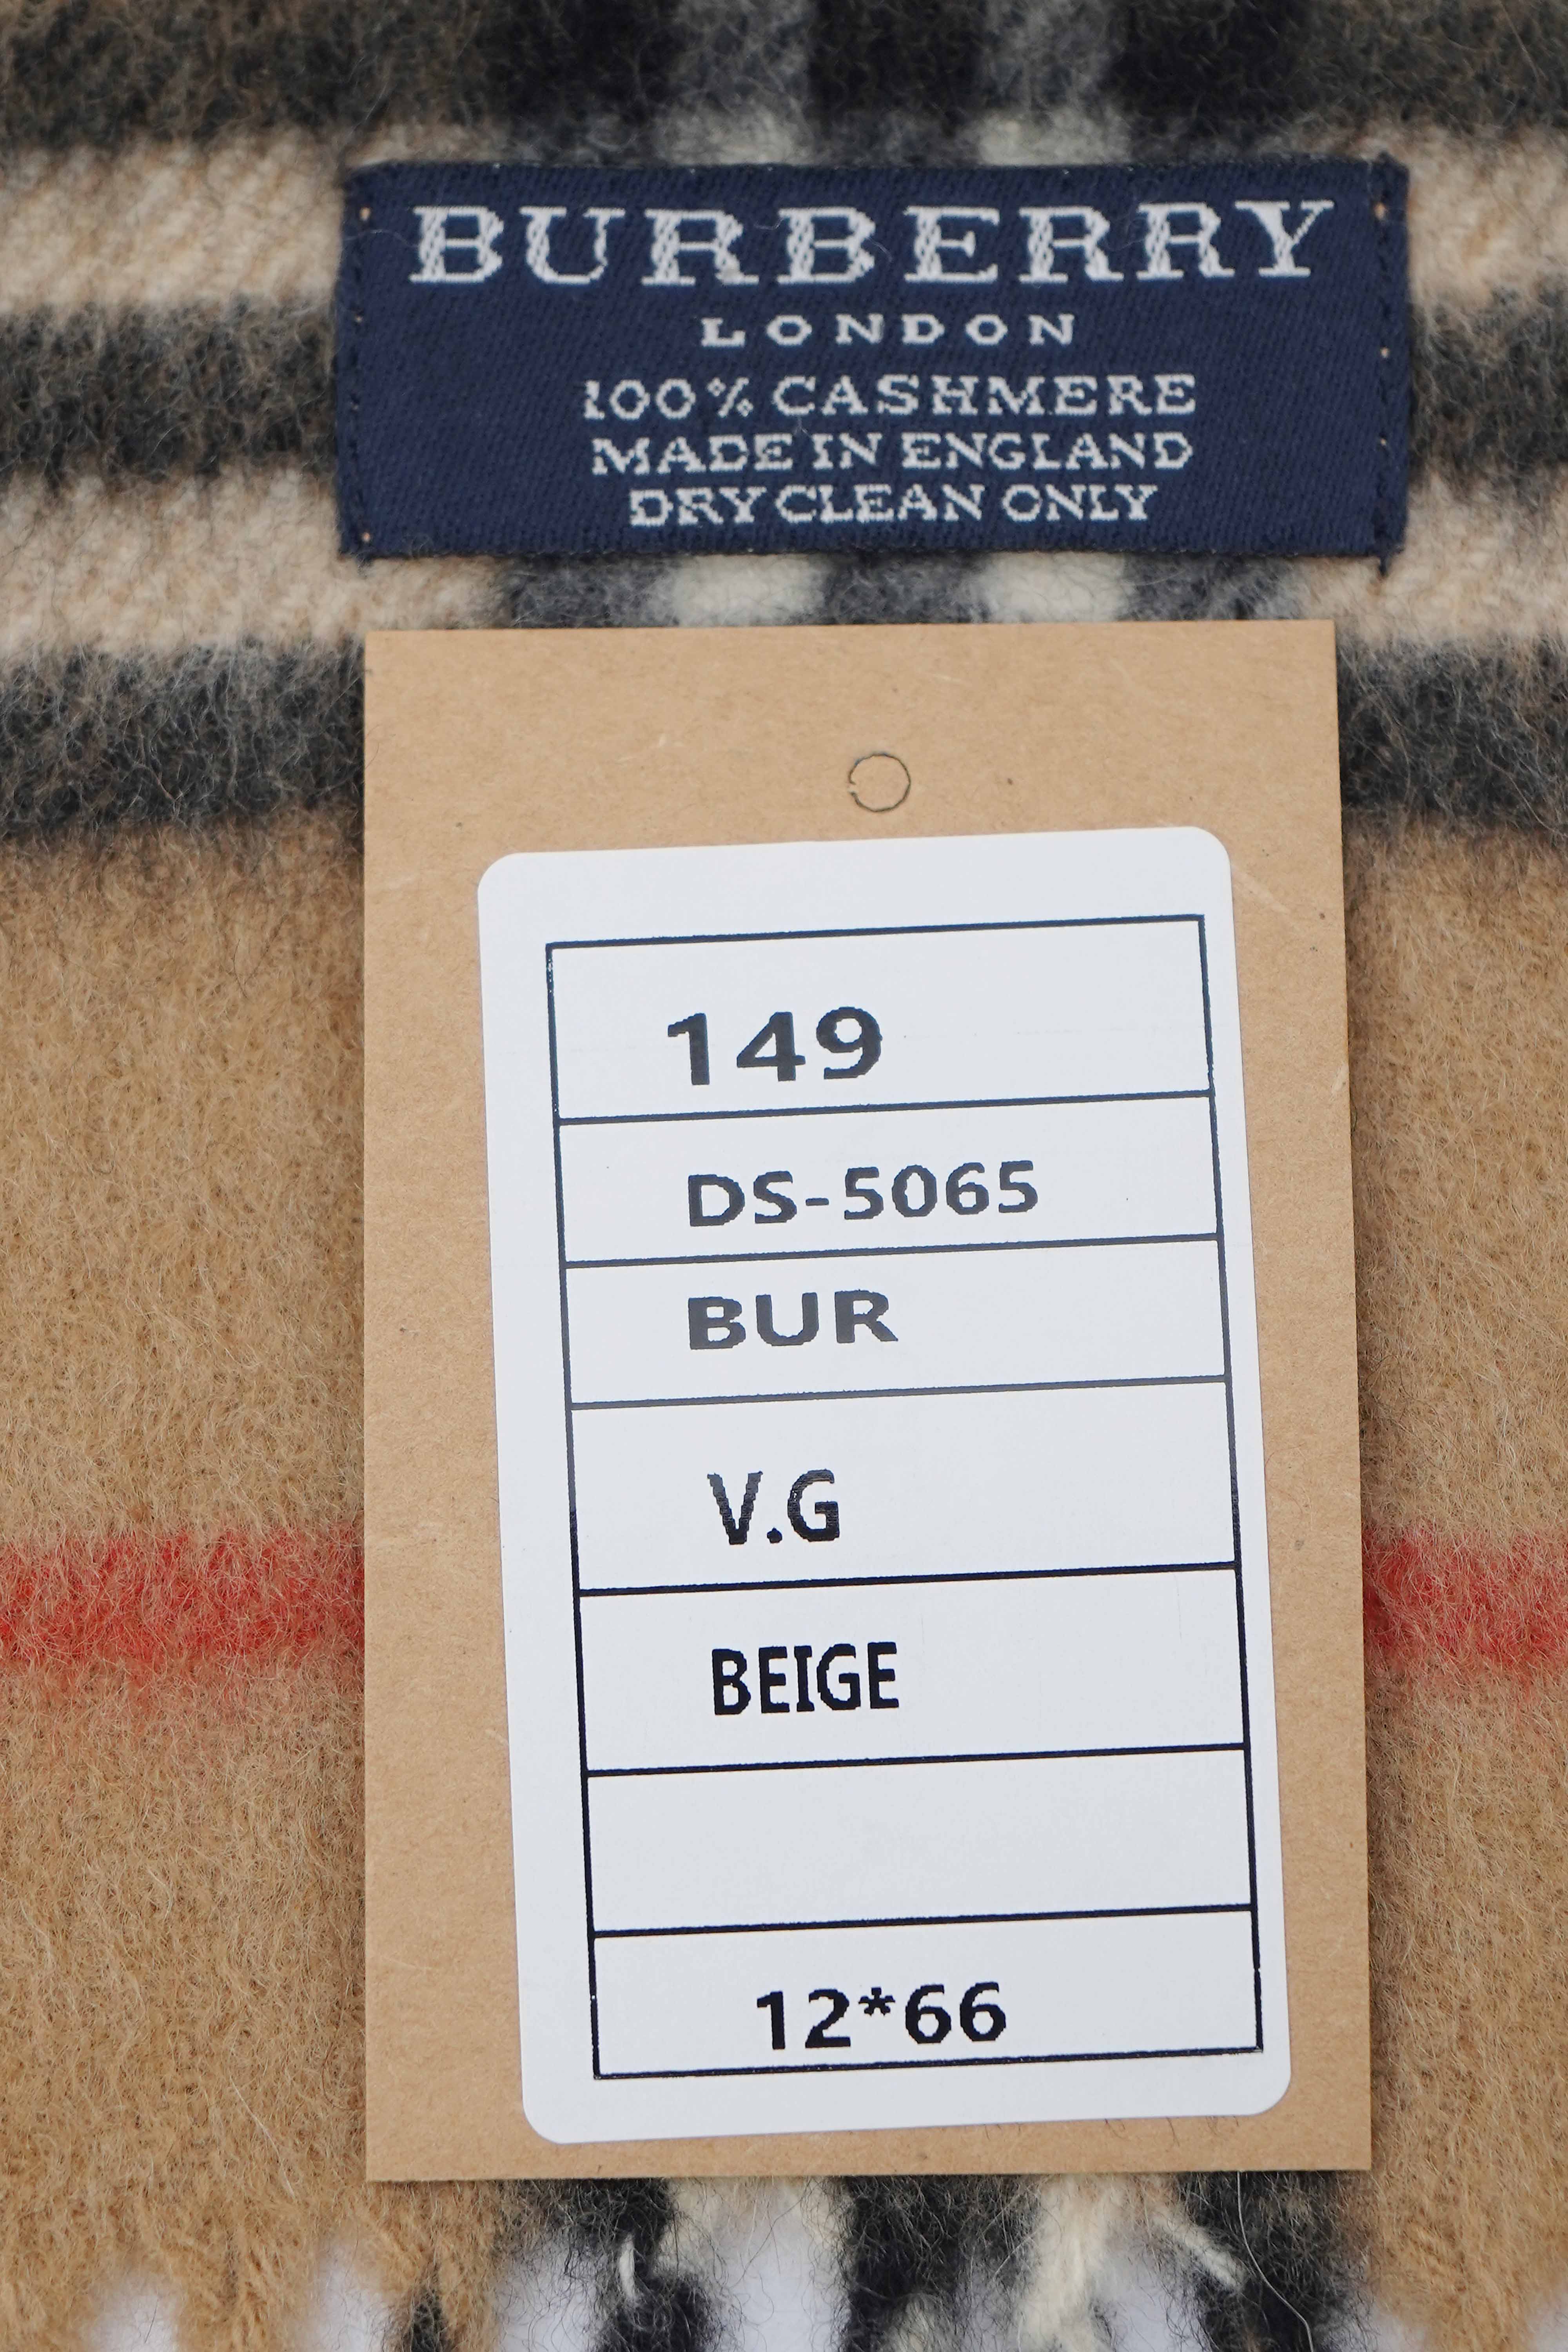 BURBERRY
LONDON
100% CASHMERE
MADE IN ENGLAND
DRY CLEAN ONLY
149
DS-5065
BUR
V.G
BEIGE
12*66